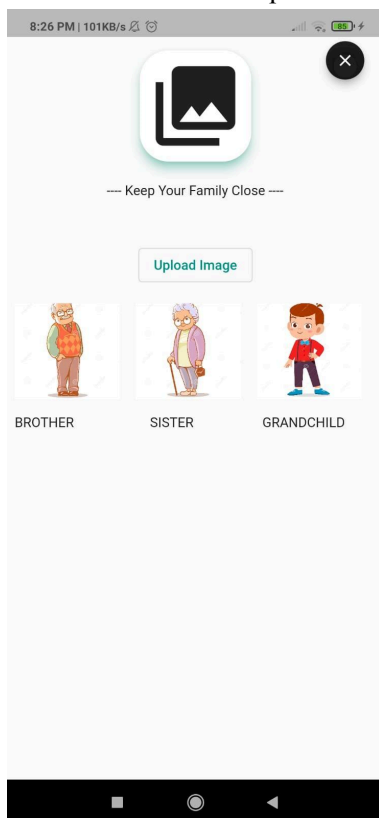 8:26 PM | 101KB/s
85
---- Keep Your Family Close ----
Upload Image
BROTHER SISTER GRANDCHILD